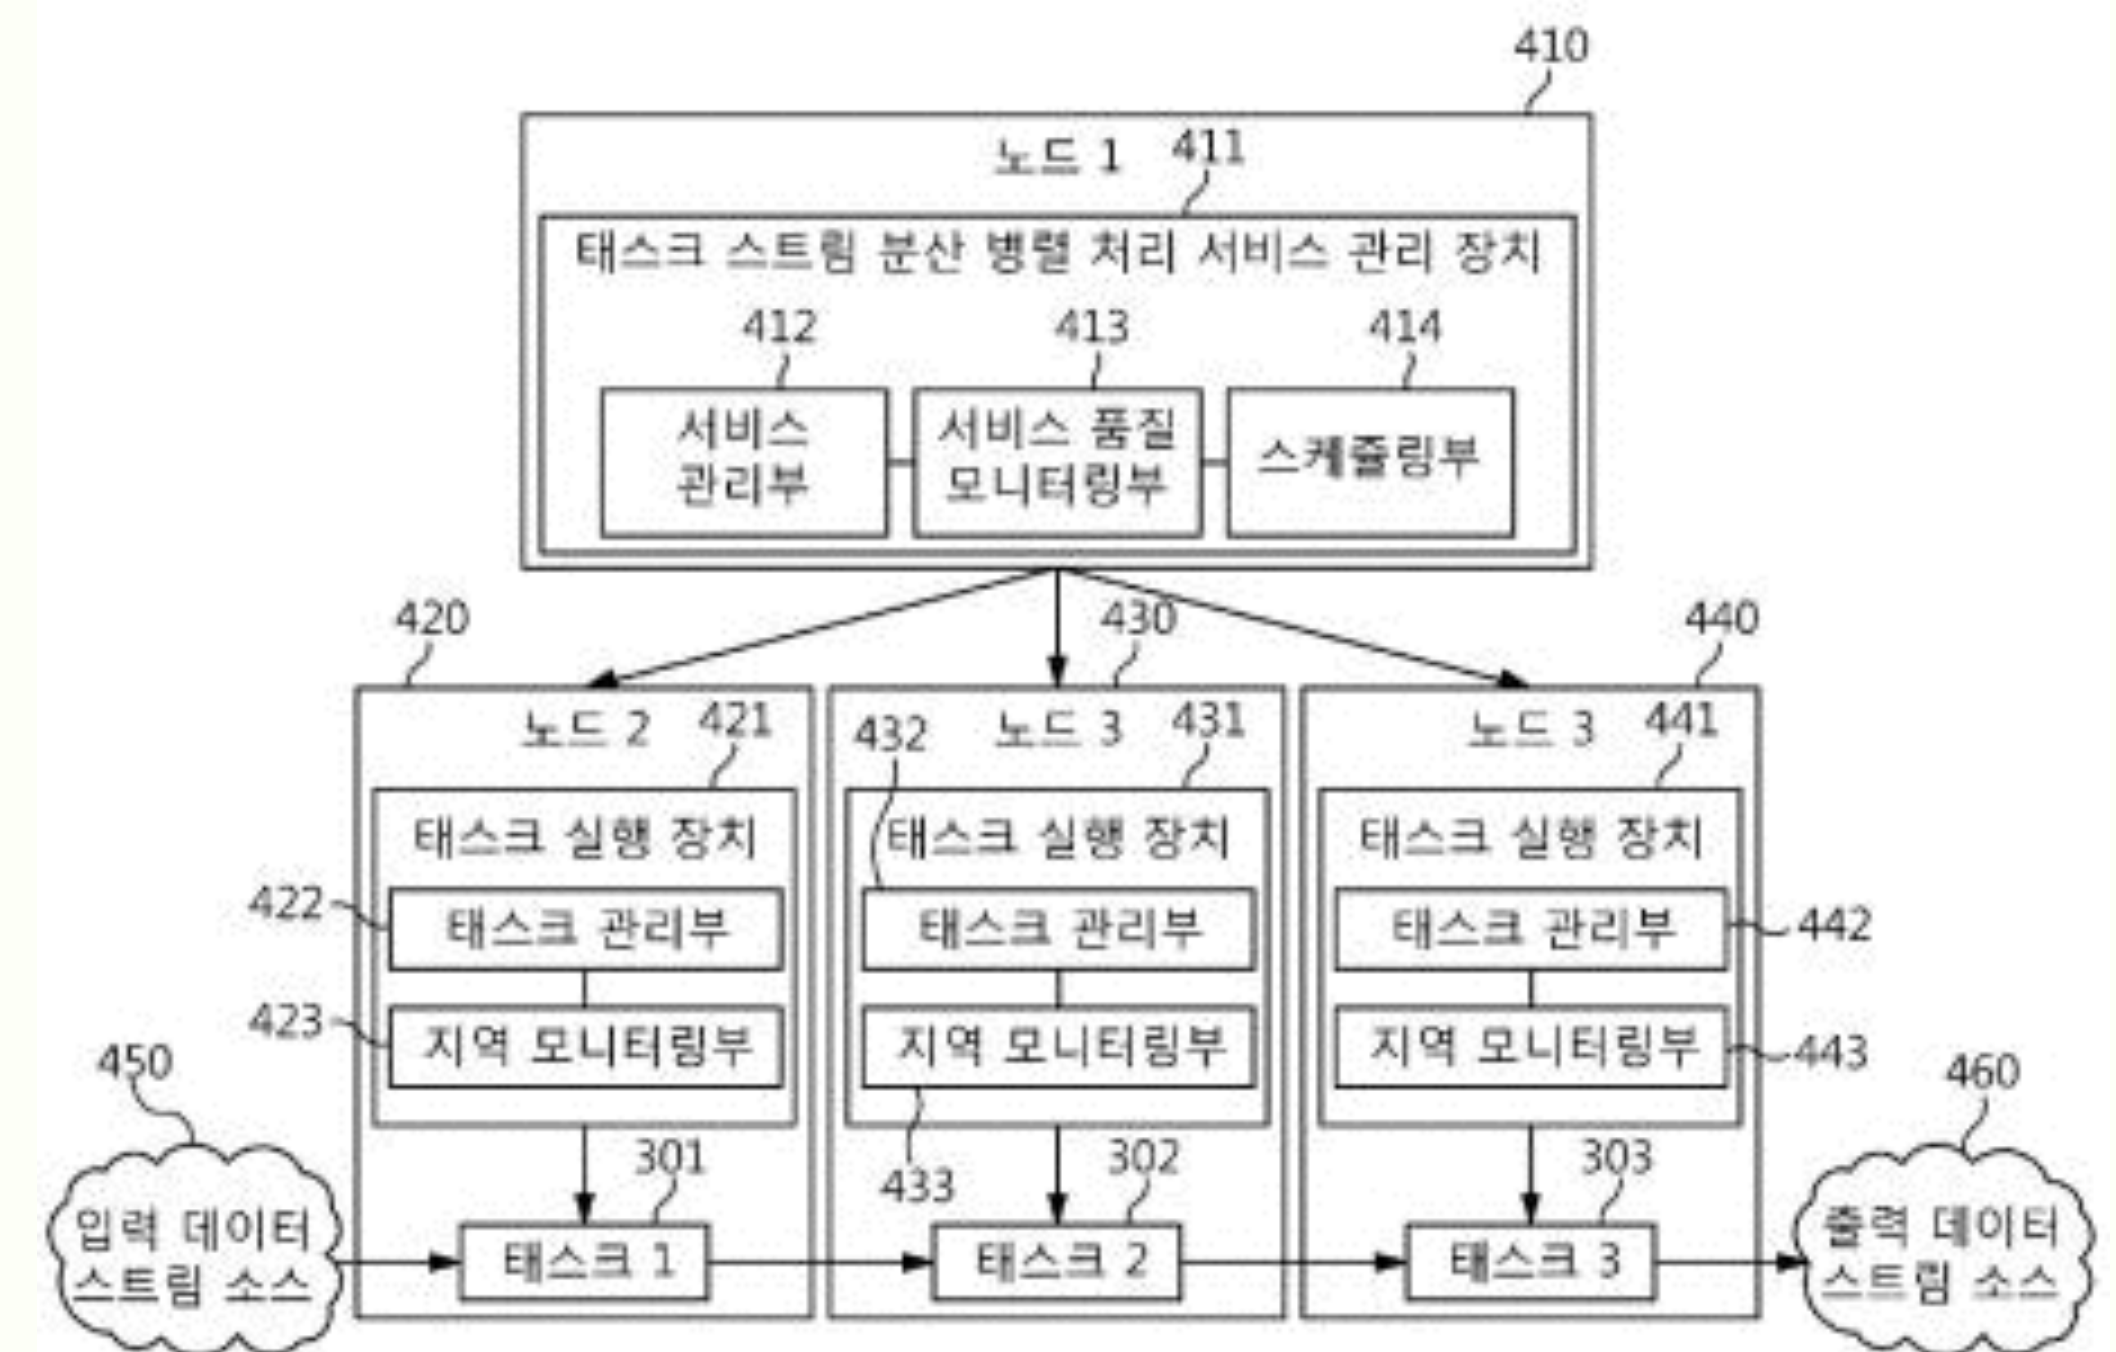 410
노드 1
411
태스크 스트림 분산 병렬 처리 서비스 관리 장치
412
413
414
서비스
관리부
서비스 품질
모니터링부
스케쥴링부
420
430
440
노드 2
421
432
노드 3
431
노드 3
441
태스크 실행 장치
태스크 실행 장치
태스크 실행 장치
422
태스크 관리부
태스크 관리부
태스크 관리부
442
423
지역 모니터링부
지역 모니터링부
지역 모니터링부
443
450
460
301
433
302
303
입력 데이터
스트림 소스
태스크 1
태스크 2
태스크 3
출력 데이터
스트림 소스